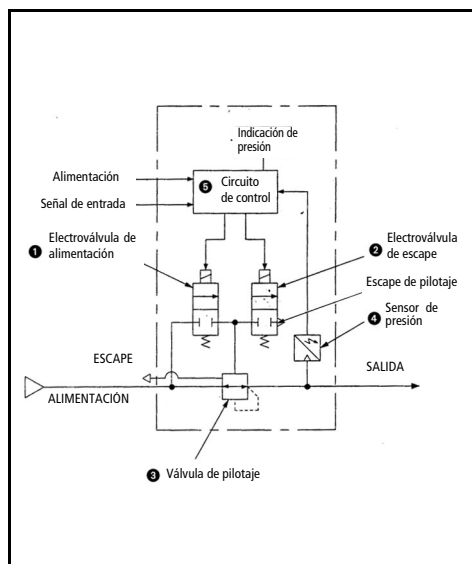 Indicación de
presión
Alimentación
❺ Circuito
de control
Señal de entrada
❶ Electroválvula de
alimentación
❷ Electroválvula
de escape
Escape de pilotaje
❹ Sensor de
presión
ESCAPE
SALIDA
ALIMENTACIÓN
❸ Válvula de pilotaje